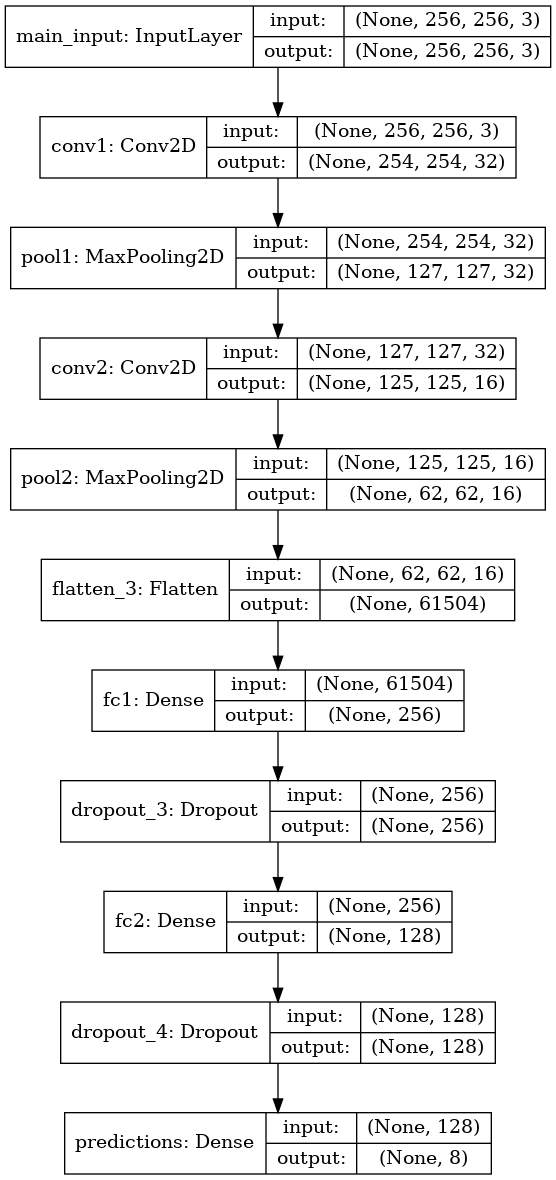 main_input: InputLayer
input: (None, 256, 256, 3)
output: (None, 256, 256, 3)
conv1: Conv2D
input: (None, 256, 256, 3)
output: (None, 254, 254, 32)
pool1: MaxPooling2D
input: (None, 254, 254, 32)
output: (None, 127, 127, 32)
conv2: Conv2D
input: (None, 127, 127, 32)
output: (None, 125, 125, 16)
pool2: MaxPooling2D
input: (None, 125, 125, 16)
output: (None, 62, 62, 16)
flatten_3: Flatten
input: (None, 62, 62, 16)
output: (None, 61504)
fc1: Dense
input: (None, 61504)
output: (None, 256)
dropout_3: Dropout
input: (None, 256)
output: (None, 256)
fc2: Dense
input: (None, 256)
output: (None, 128)
dropout_4: Dropout
input: (None, 128)
output: (None, 128)
predictions: Dense
input: (None, 128)
output: (None, 8)